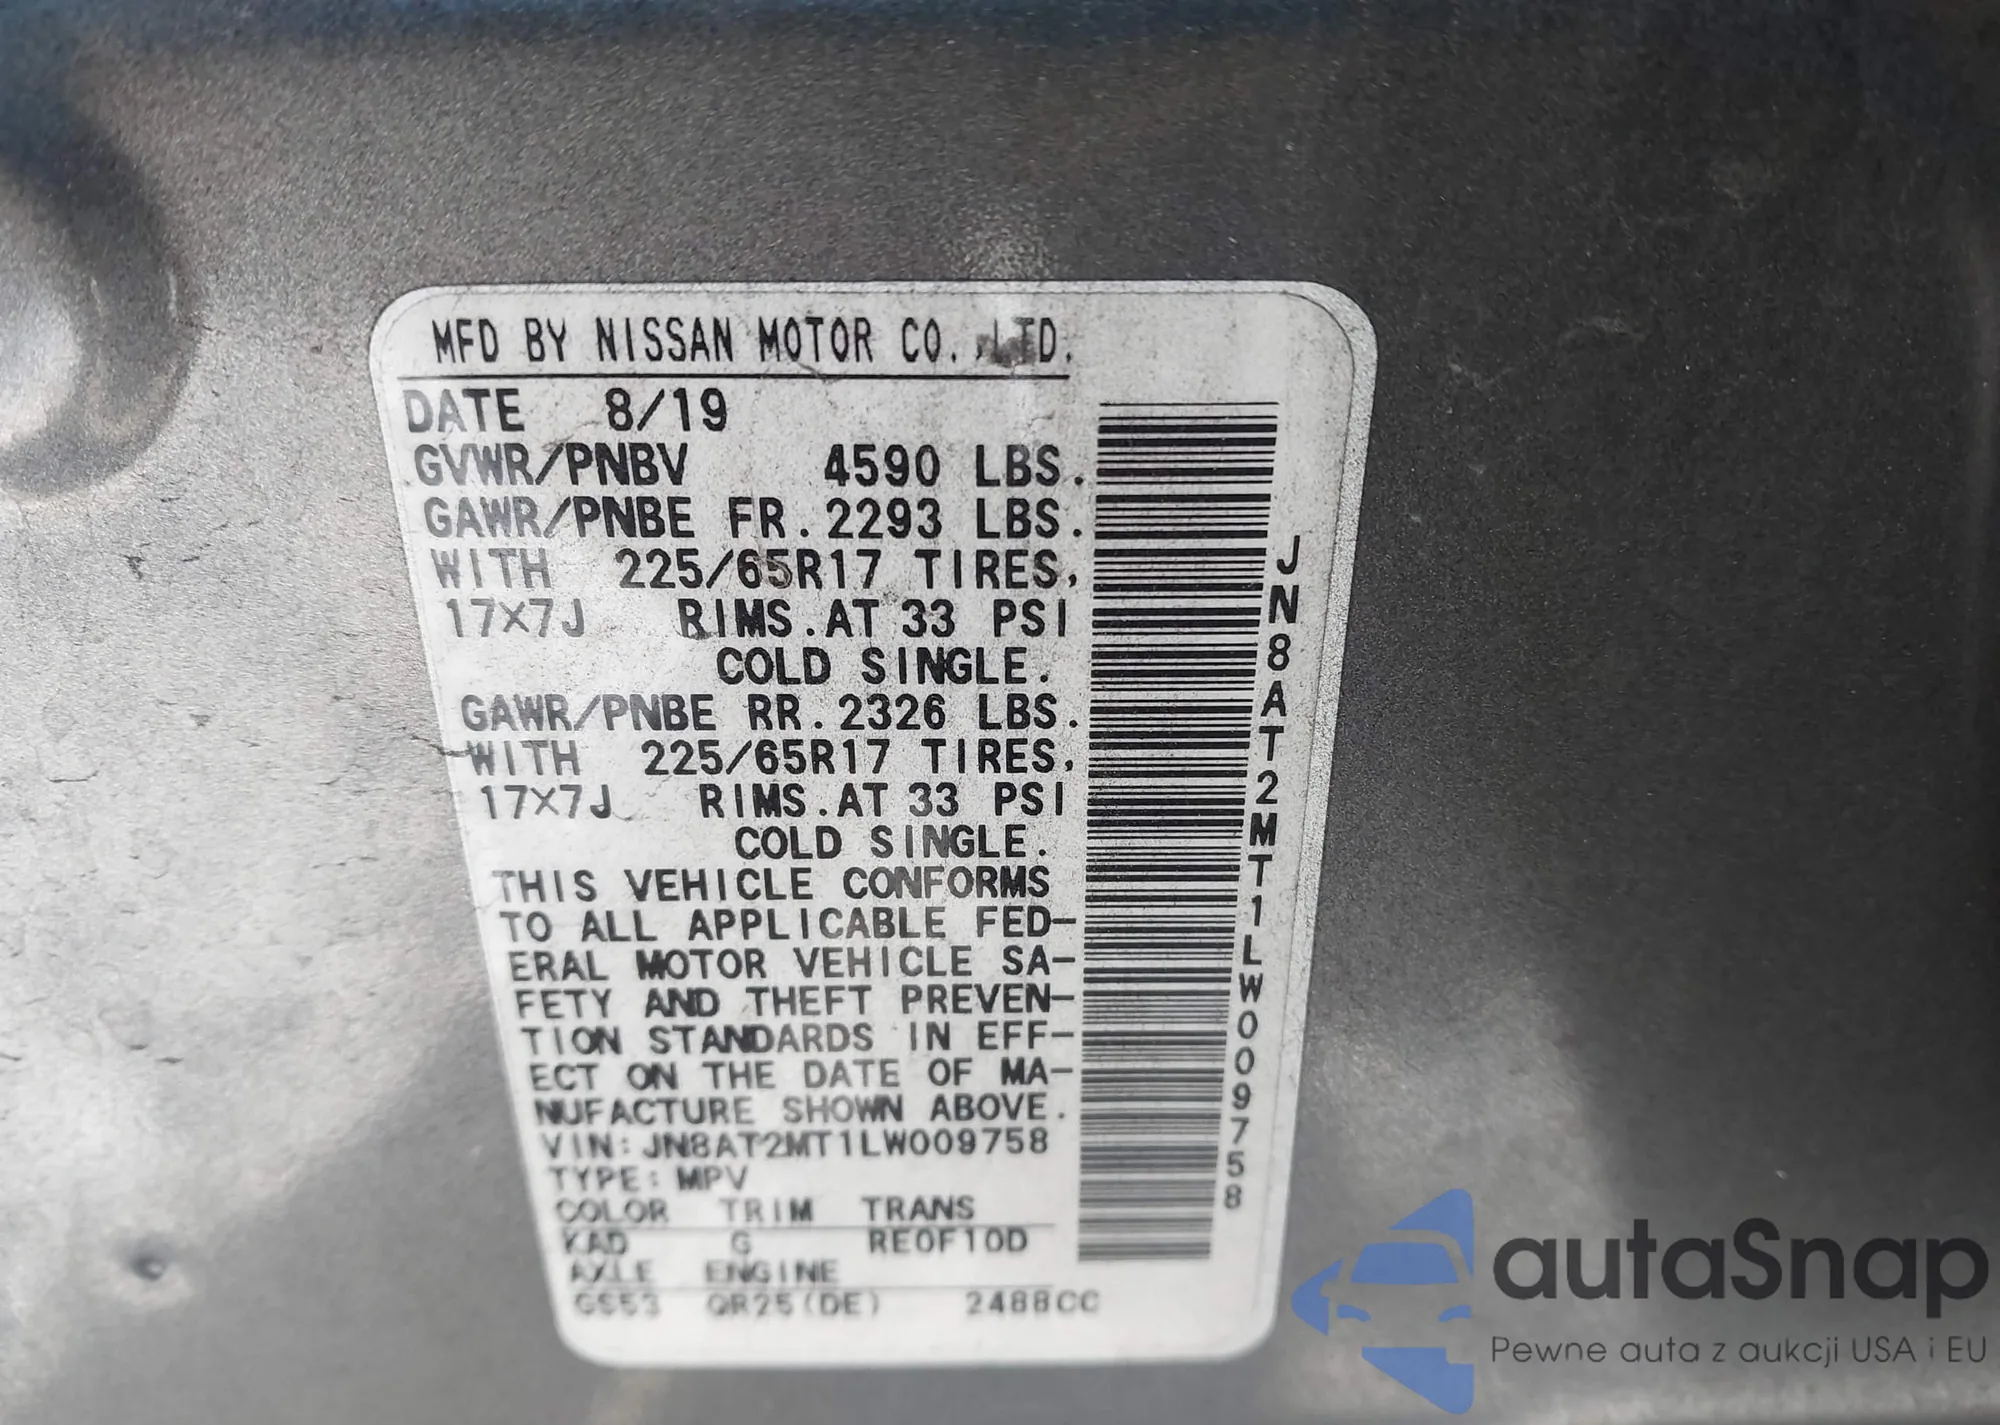 MFD BY NISSAN MOTOR CO.,LTD.
DATE 8/19
GVWR/PNBV 4590 LBS.
GAWR/PNBE FR.2293 LBS.
WITH 225/65R17 TIRES,
17X7J RIMS.AT 33 PSI
COLD SINGLE.
GAWR/PNBE RR.2326 LBS.
WITH 225/65R17 TIRES,
17X7J RIMS.AT 33 PSI
COLD SINGLE.
THIS VEHICLE CONFORMS
TO ALL APPLICABLE FED-
ERAL MOTOR VEHICLE SA-
FETY AND THEFT PREVEN-
TION STANDARDS IN EFF-
ECT ON THE DATE OF MA-
NUFACTURE SHOWN ABOVE.
VIN:JN8AT2MT1LW009758
TYPE:MPV
COLOR TRIM TRANS
KAD G RE0F10D
AXLE ENGINE
GS53 QR25(DE) 2488CC
JN8AT2MT1LW009758
autaSnap
Pewne auta z aukcji USA i EU